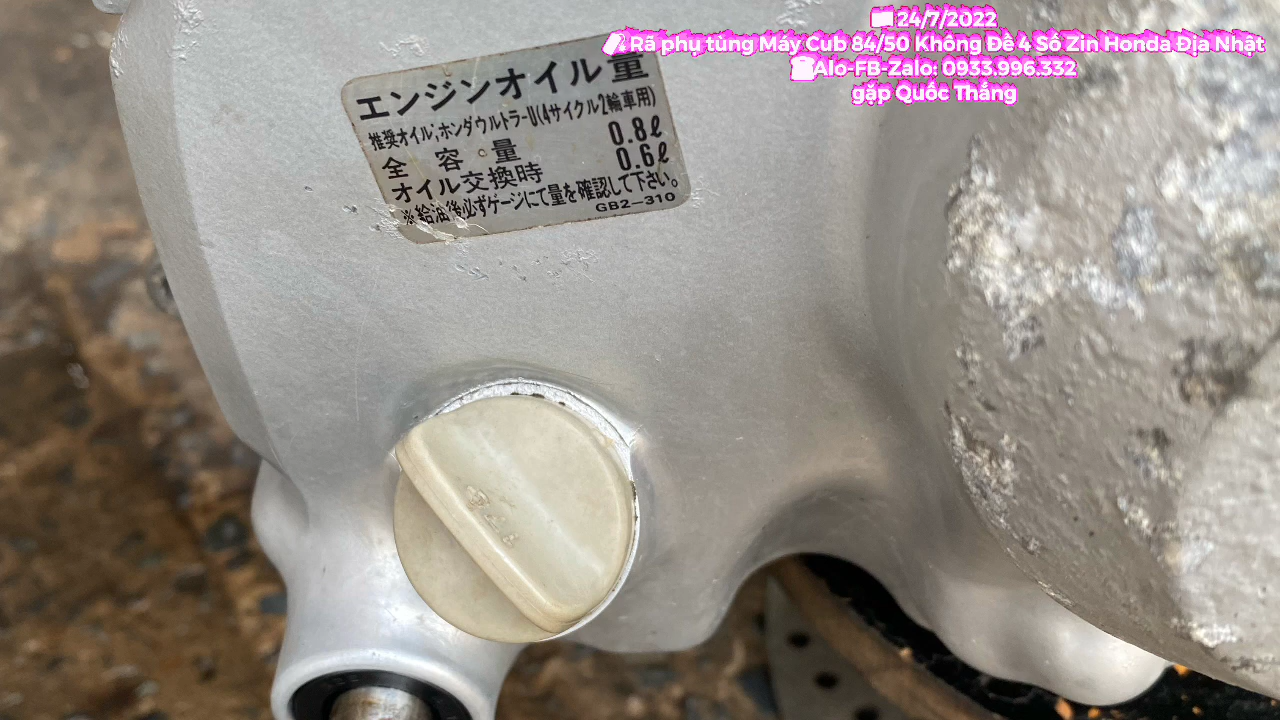 24/7/2022
Rã phụ tùng Máy Cub 84/50 Không Đề 4 Số Zin Honda Địa Nhật
Alo-FB-Zalo: 0933.996.332
gặp Quốc Thắng
エンジンオイル量
推奨オイル;ホンダウルトラーU(4サイクル2輪車用)
全容量 0.8ℓ
オイル交換時 0.6ℓ
※給油後必ずゲージにて量を確認して下さい。
GB2-310